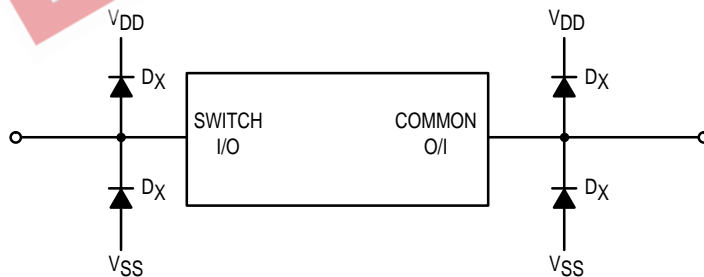 VDD
VDD
DX
DX
SWITCH
I/O
COMMON
O/I
DX
DX
VSS
VSS